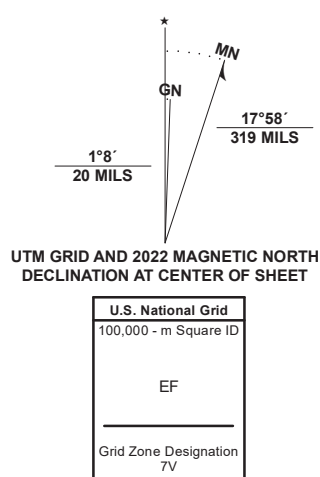 ★
MN
GN
17°58´
319 MILS
1°8´
20 MILS
UTM GRID AND 2022 MAGNETIC NORTH
DECLINATION AT CENTER OF SHEET
U.S. National Grid
100,000 - m Square ID
EF
Grid Zone Designation
7V